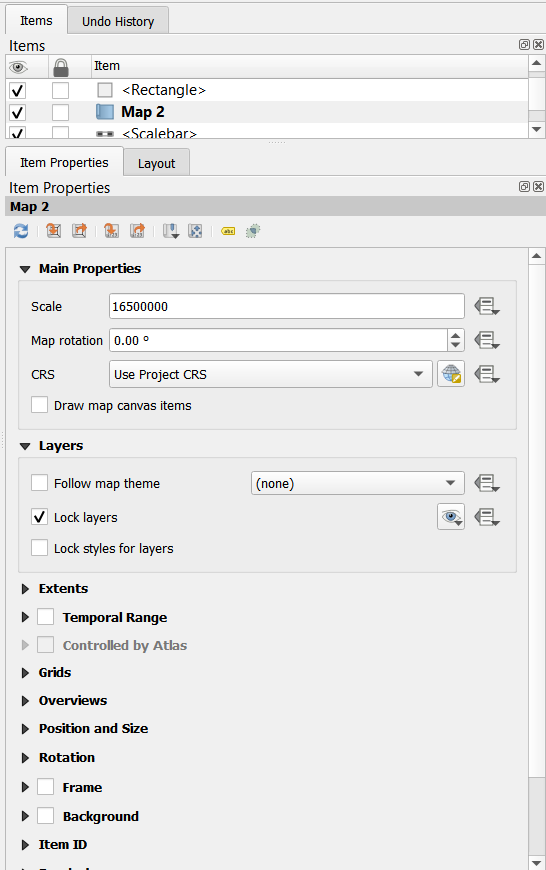 Items Undo History
Items
Item
<Rectangle>
Map 2
<Scalebar>
Item Properties Layout
Item Properties
Map 2
abc
Main Properties
Scale 16500000
Map rotation 0.00 °
CRS Use Project CRS
Draw map canvas items
Layers
Follow map theme (none)
Lock layers
Lock styles for layers
Extents
Temporal Range
Controlled by Atlas
Grids
Overviews
Position and Size
Rotation
Frame
Background
Item ID